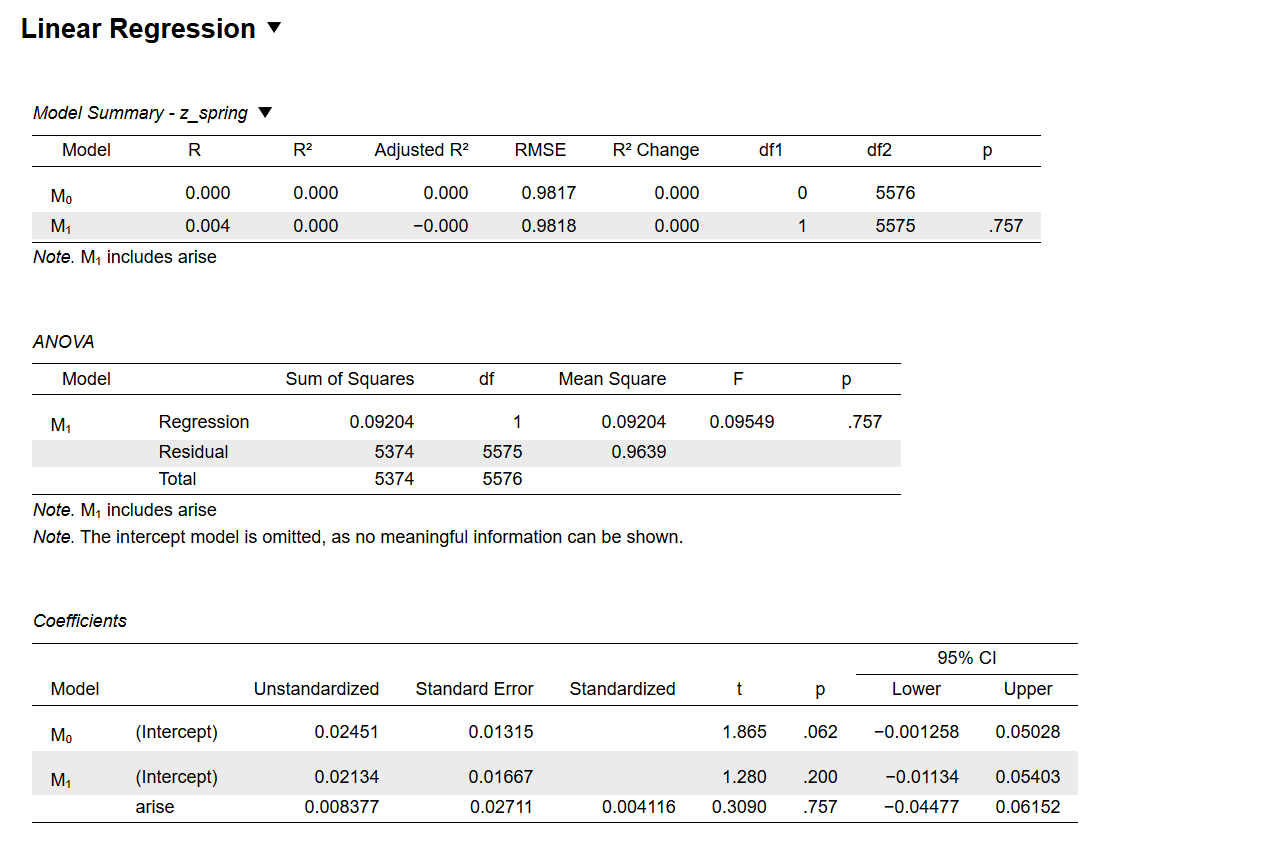 Linear Regression ▼
Model Summary - z_spring ▼
Model R R² Adjusted R² RMSE R² Change df1 df2 p
M₀ 0.000 0.000 0.000 0.9817 0.000 0 5576
M₁ 0.004 0.000 −0.000 0.9818 0.000 1 5575 .757
Note. M₁ includes arise
ANOVA
Model Sum of Squares df Mean Square F p
M₁ Regression 0.09204 1 0.09204 0.09549 .757
Residual 5374 5575 0.9639
Total 5374 5576
Note. M₁ includes arise
Note. The intercept model is omitted, as no meaningful information can be shown.
Coefficients
95% CI
Model Unstandardized Standard Error Standardized t p Lower Upper
M₀ (Intercept) 0.02451 0.01315 1.865 .062 −0.001258 0.05028
M₁ (Intercept) 0.02134 0.01667 1.280 .200 −0.01134 0.05403
arise 0.008377 0.02711 0.004116 0.3090 .757 −0.04477 0.06152